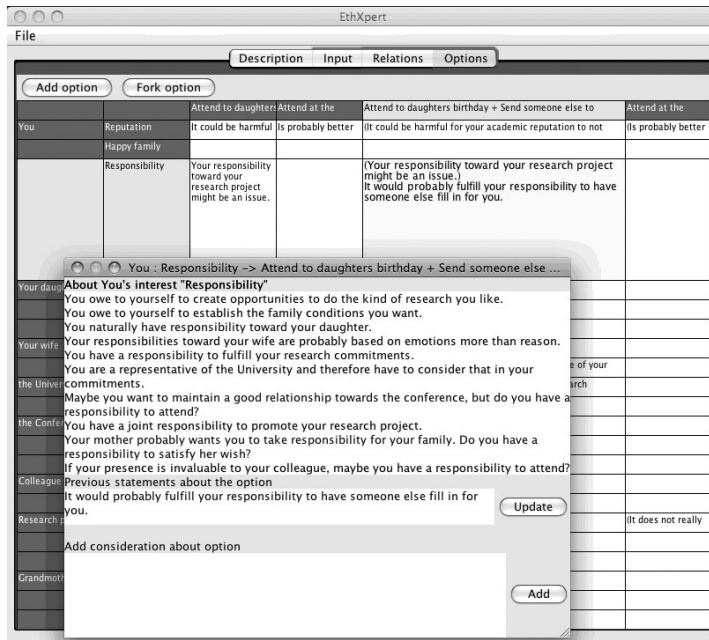 EthXpert
File
Description Input Relations Options
Add option Fork option
Attend to daughters Attend at the Attend to daughters birthday + Send someone else to Attend at the
You Reputation It could be harmful Is probably better (It could be harmful for your academic reputation to not (Is probably better
Happy family
Responsibility Your responsibility (Your responsibility toward your research project
toward your might be an issue.)
research project It would probably fulfill your responsibility to have
might be an issue. someone else fill in for you.
You : Responsibility -> Attend to daughters birthday + Send someone else ...
Your daug About You's interest "Responsibility"
You owe to yourself to create opportunities to do the kind of research you like.
You owe to yourself to establish the family conditions you want.
You naturally have responsibility toward your daughter.
Your wife Your responsibilities toward your wife are probably based on emotions more than reason.
You have a responsibility to fulfill your research commitments.
You are a representative of the University and therefore have to consider that in your e of your
the Univer commitments. arch
Maybe you want to maintain a good relationship towards the conference, but do you have a
responsibility to attend?
the Confer You have a joint responsibility to promote your research project.
Your mother probably wants you to take responsibility for your family. Do you have a
responsibility to satisfy her wish?
If your presence is invaluable to your colleague, maybe you have a responsibility to attend?
Colleague Previous statements about the option
It would probably fulfill your responsibility to have someone else fill in for
you. Update
Research p (It does not really
Add consideration about option
Grandmoth
Add